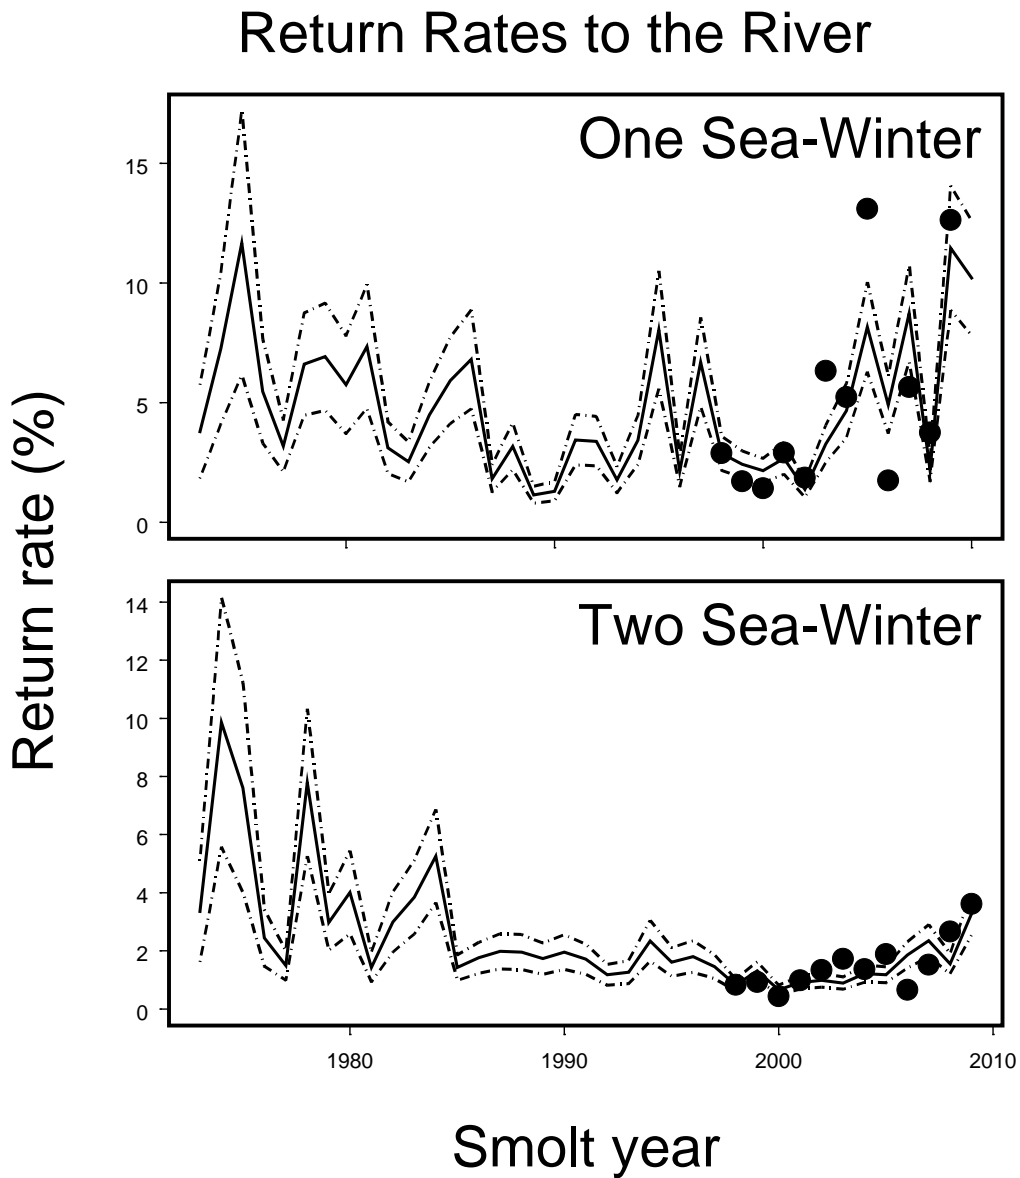 Return Rates to the River
One Sea-Winter
15
10
5
0
Return rate (%)
Two Sea-Winter
14
12
10
8
6
4
2
0
1980 1990 2000 2010
Smolt year